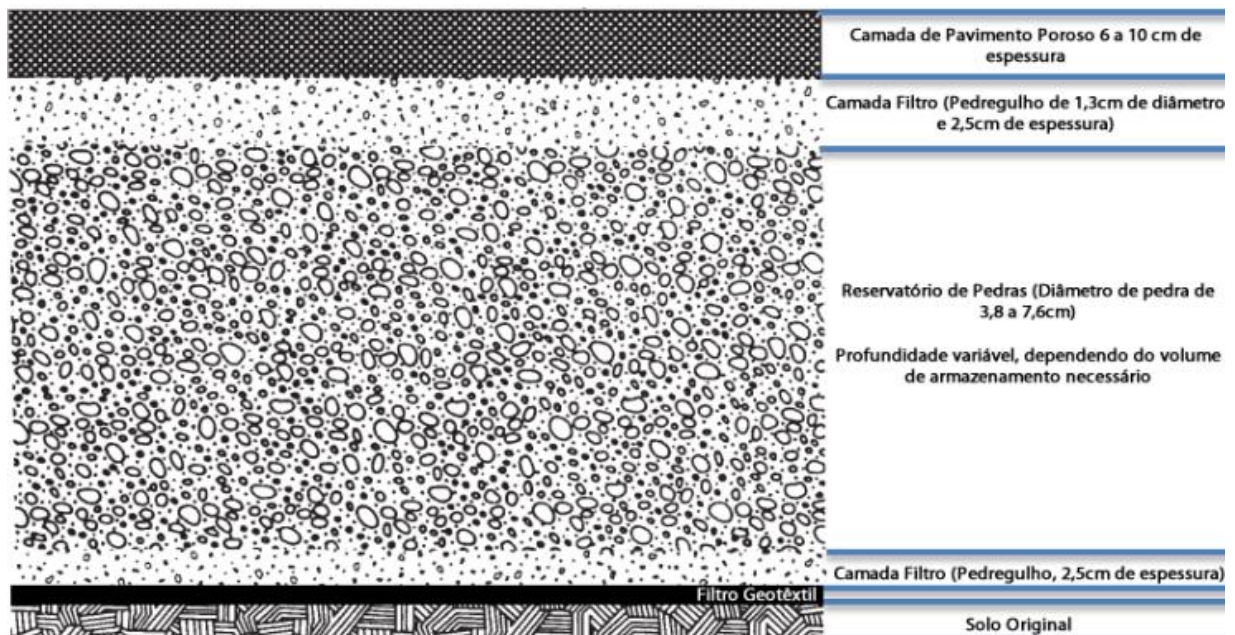 Camada de Pavimento Poroso 6 a 10 cm de
espessura
Camada Filtro (Pedregulho de 1,3cm de diâmetro
e 2,5cm de espessura)
Reservatório de Pedras (Diâmetro de pedra de
3,8 a 7,6cm)
Profundidade variável, dependendo do volume
de armazenamento necessário
Camada Filtro (Pedregulho, 2,5cm de espessura)
Filtro Geotêxtil
Solo Original